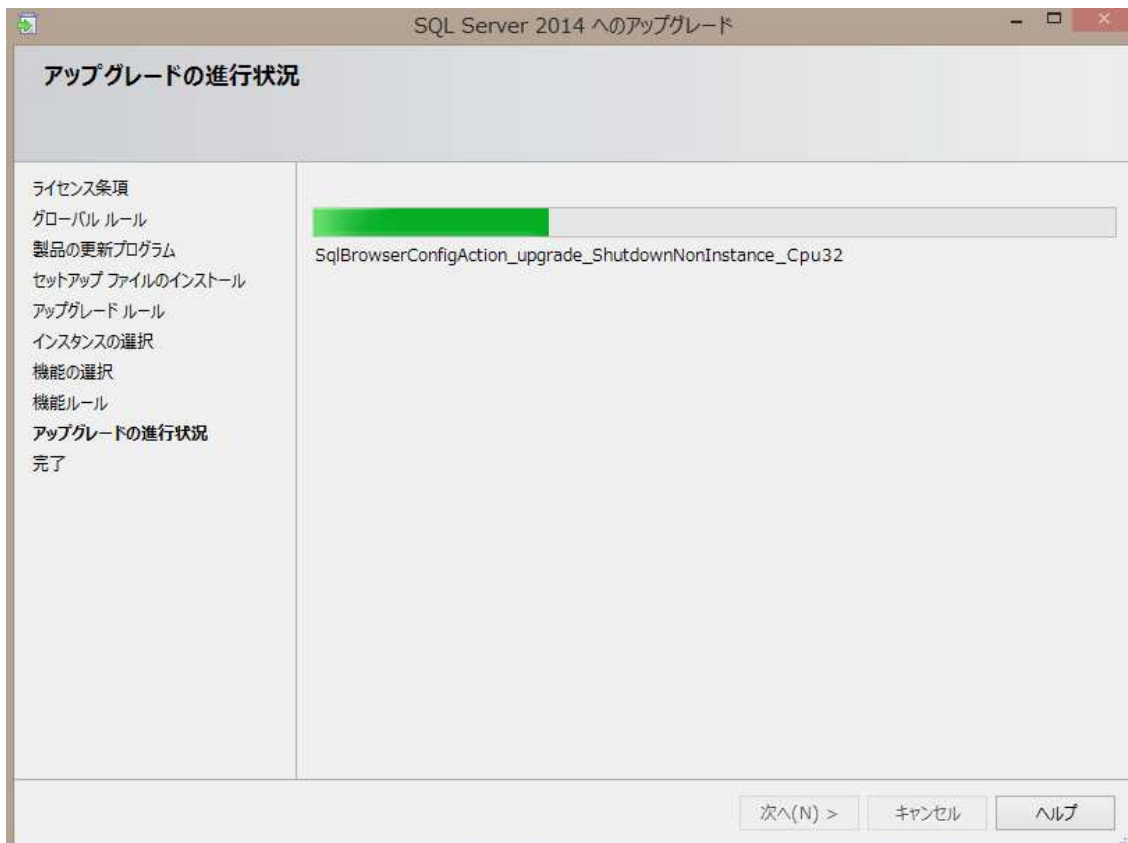 SQL Server 2014 へのアップグレード
アップグレードの進行状況
ライセンス条項
グローバル ルール
製品の更新プログラム
セットアップ ファイルのインストール
アップグレード ルール
インスタンスの選択
機能の選択
機能ルール
アップグレードの進行状況
完了
SqlBrowserConfigAction_upgrade_ShutdownNonInstance_Cpu32
次へ(N) > キャンセル ヘルプ